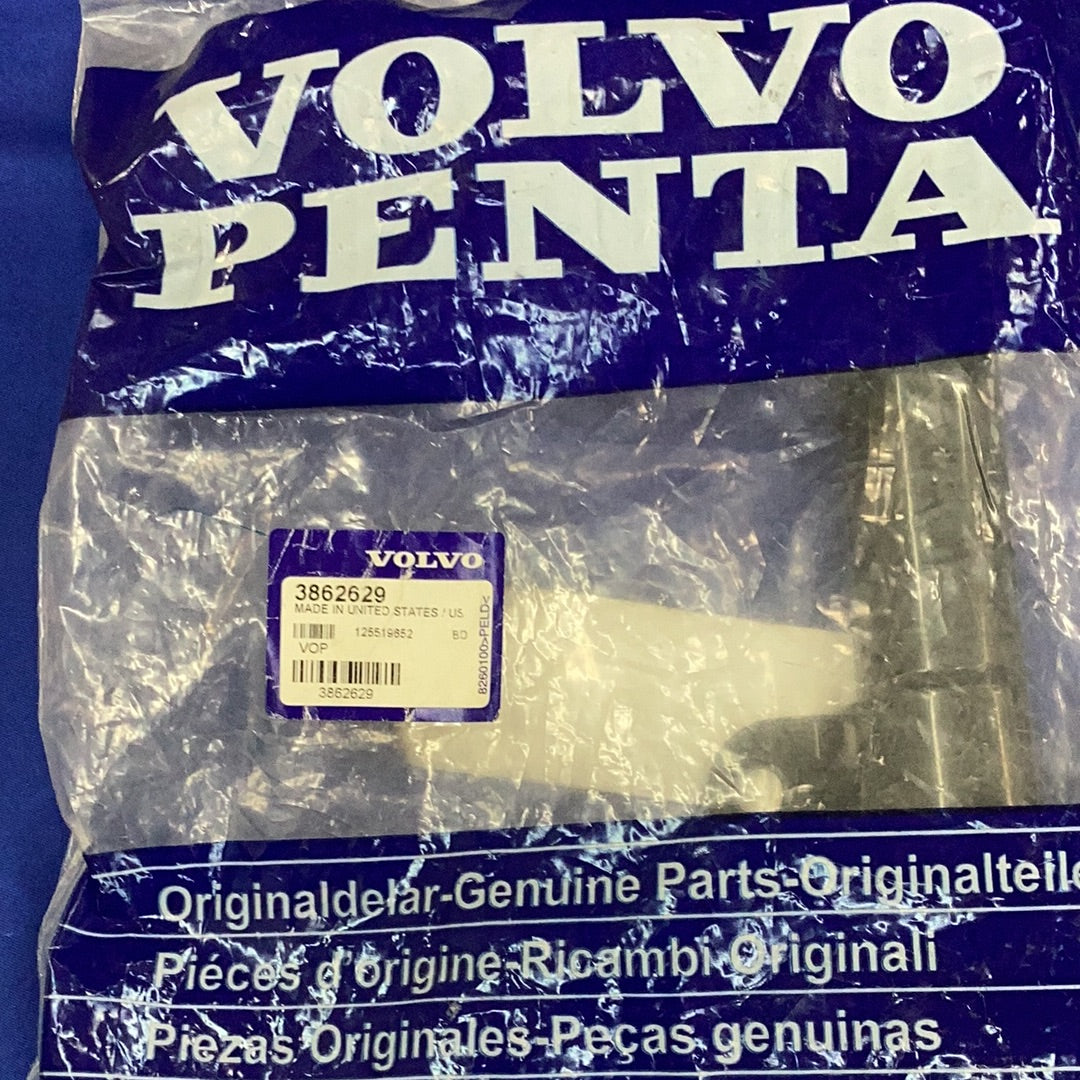 VOLVO
PENTA
VOLVO
3862629
MADE IN UNITED STATES / US
125519652 BD
VOP
3862629
8260100>PELD<
Originaldelar-Genuine Parts-Originalteile
Piéces d'origine-Ricambi Originali
Piezas Originales-Peças genuinas